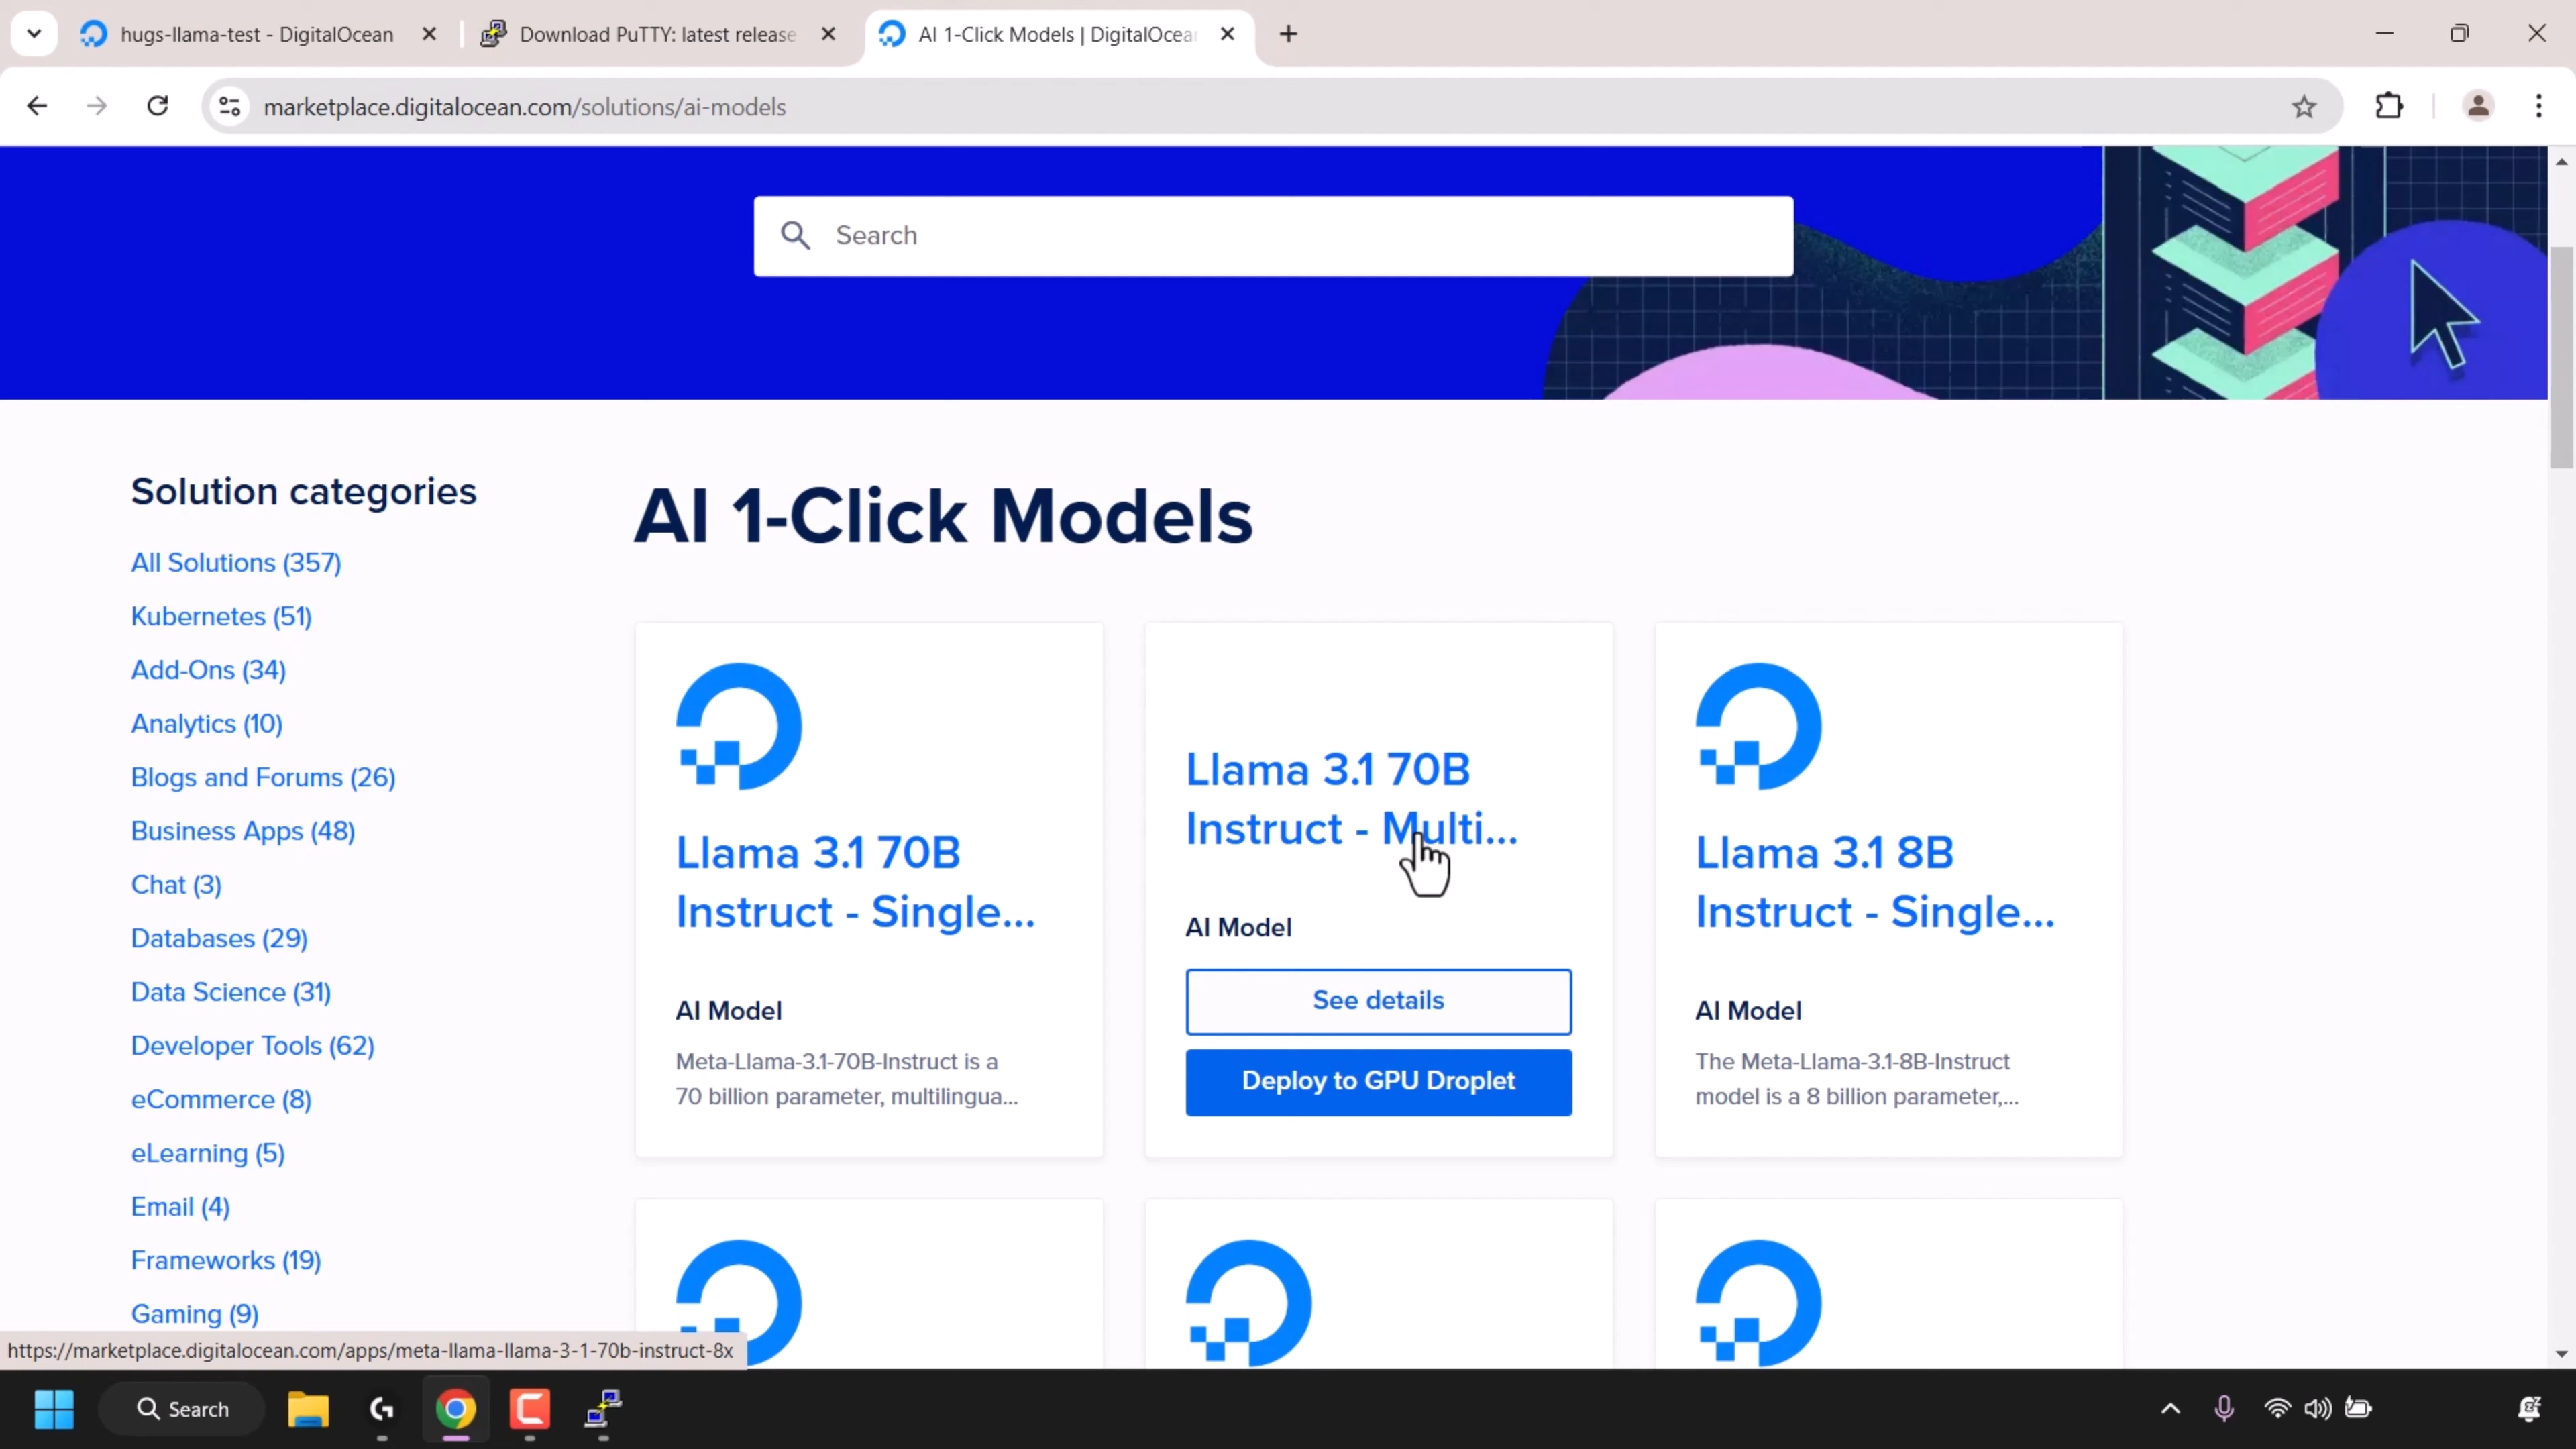 hugs-llama-test - DigitalOcean
Download PuTTY: latest release
AI 1-Click Models | DigitalOcean
marketplace.digitalocean.com/solutions/ai-models
Search
Solution categories
All Solutions (357)
Kubernetes (51)
Add-Ons (34)
Analytics (10)
Blogs and Forums (26)
Business Apps (48)
Chat (3)
Databases (29)
Data Science (31)
Developer Tools (62)
eCommerce (8)
eLearning (5)
Email (4)
Frameworks (19)
Gaming (9)
AI 1-Click Models
Llama 3.1 70B
Instruct - Single...
AI Model
Meta-Llama-3.1-70B-Instruct is a
70 billion parameter, multilingua...
Llama 3.1 70B
Instruct - Multi...
AI Model
See details
Deploy to GPU Droplet
Llama 3.1 8B
Instruct - Single...
AI Model
The Meta-Llama-3.1-8B-Instruct
model is a 8 billion parameter,...
https://marketplace.digitalocean.com/apps/meta-llama-llama-3-1-70b-instruct-8x
Search